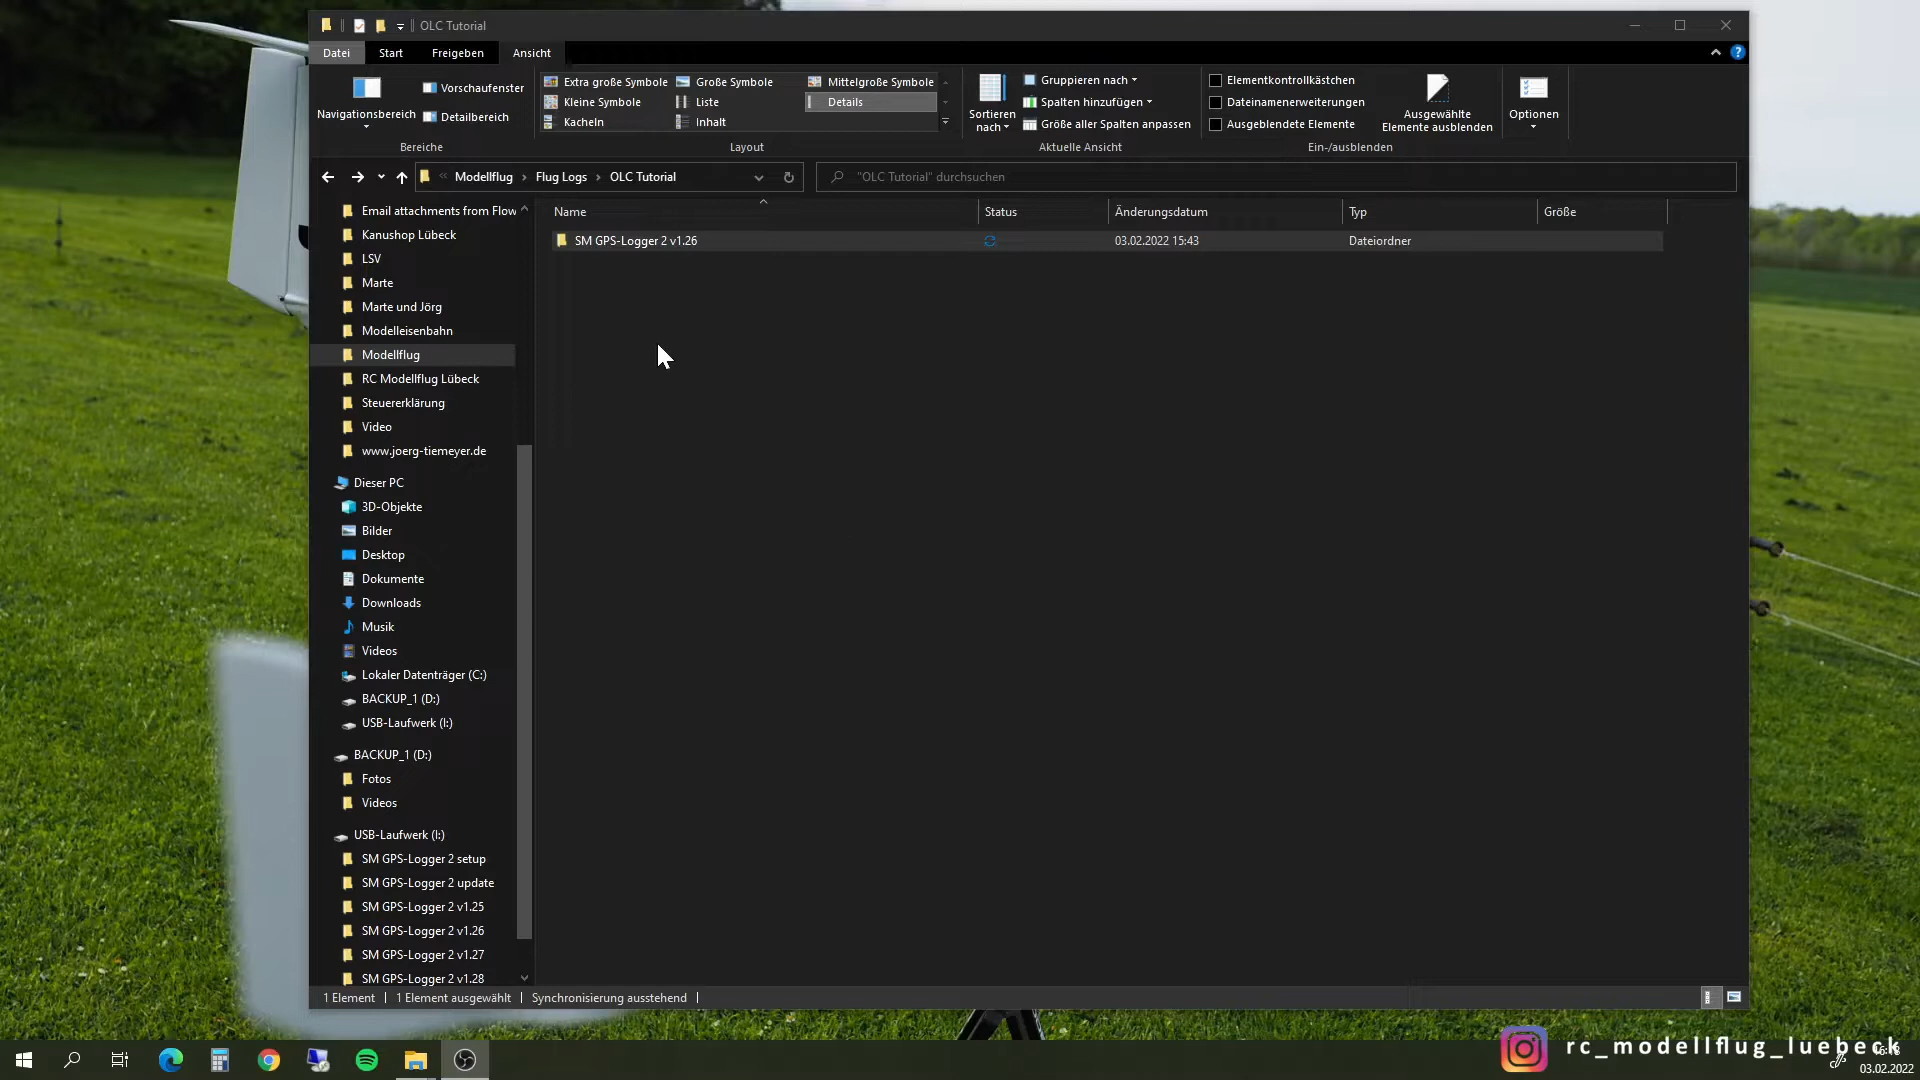 OLC Tutorial
Datei Start Freigeben Ansicht
Navigationsbereich
Vorschaufenster
Detailbereich
Bereiche
Extra große Symbole Große Symbole Mittelgroße Symbole
Kleine Symbole Liste Details
Kacheln Inhalt
Layout
Sortieren nach
Gruppieren nach
Spalten hinzufügen
Größe aller Spalten anpassen
Aktuelle Ansicht
Elementkontrollkästchen
Dateinamenerweiterungen
Ausgeblendete Elemente
Ausgewählte
Elemente ausblenden
Ein-/ausblenden
Optionen
« Modellflug › Flug Logs › OLC Tutorial
"OLC Tutorial" durchsuchen
Name Status Änderungsdatum Typ Größe
SM GPS-Logger 2 v1.26 03.02.2022 15:43 Dateiordner
Email attachments from Flow
Kanushop Lübeck
LSV
Marte
Marte und Jörg
Modelleisenbahn
Modellflug
RC Modellflug Lübeck
Steuererklärung
Video
www.joerg-tiemeyer.de
Dieser PC
3D-Objekte
Bilder
Desktop
Dokumente
Downloads
Musik
Videos
Lokaler Datenträger (C:)
BACKUP_1 (D:)
USB-Laufwerk (I:)
BACKUP_1 (D:)
Fotos
Videos
USB-Laufwerk (I:)
SM GPS-Logger 2 setup
SM GPS-Logger 2 update
SM GPS-Logger 2 v1.25
SM GPS-Logger 2 v1.26
SM GPS-Logger 2 v1.27
SM GPS-Logger 2 v1.28
1 Element 1 Element ausgewählt Synchronisierung ausstehend
rc_modellflug_luebeck
03.02.2022